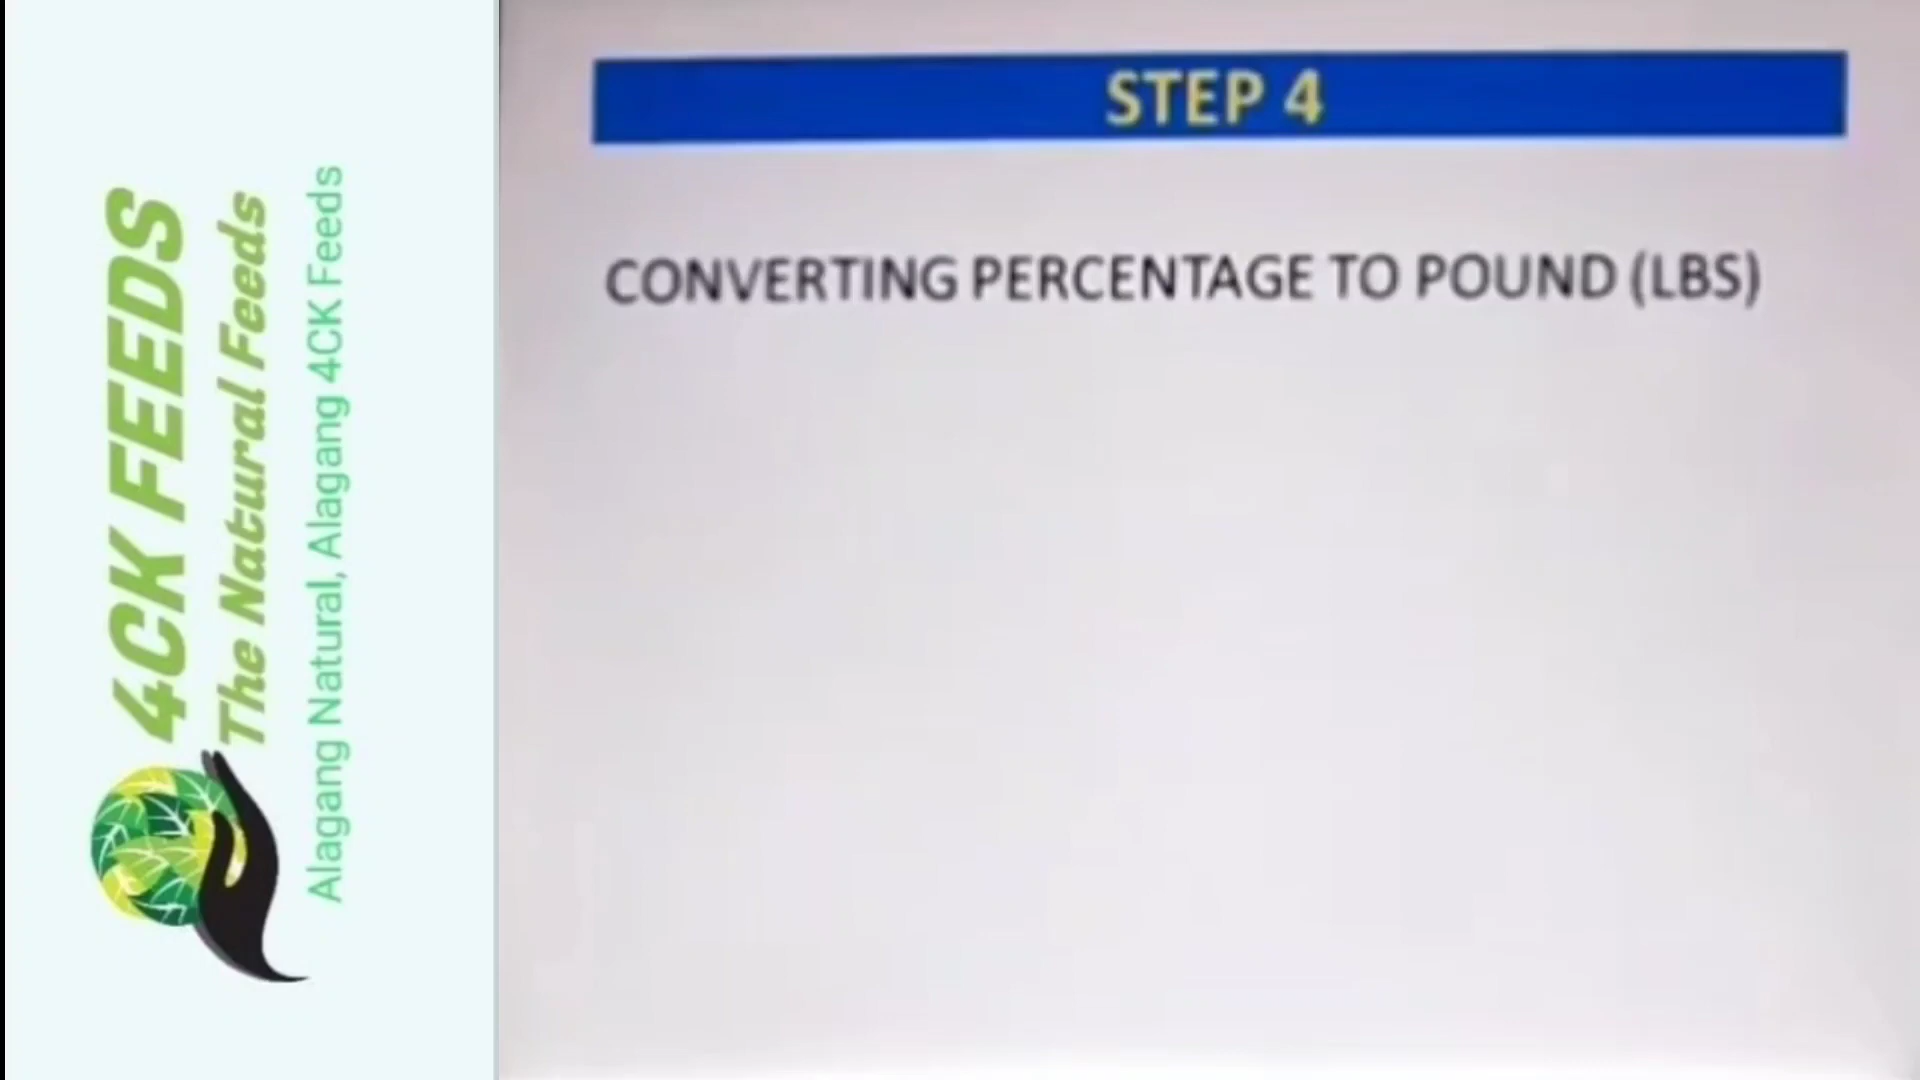 4CK FEEDS
The Natural Feeds
Alagang Natural, Alagang 4CK Feeds
STEP 4
CONVERTING PERCENTAGE TO POUND (LBS)